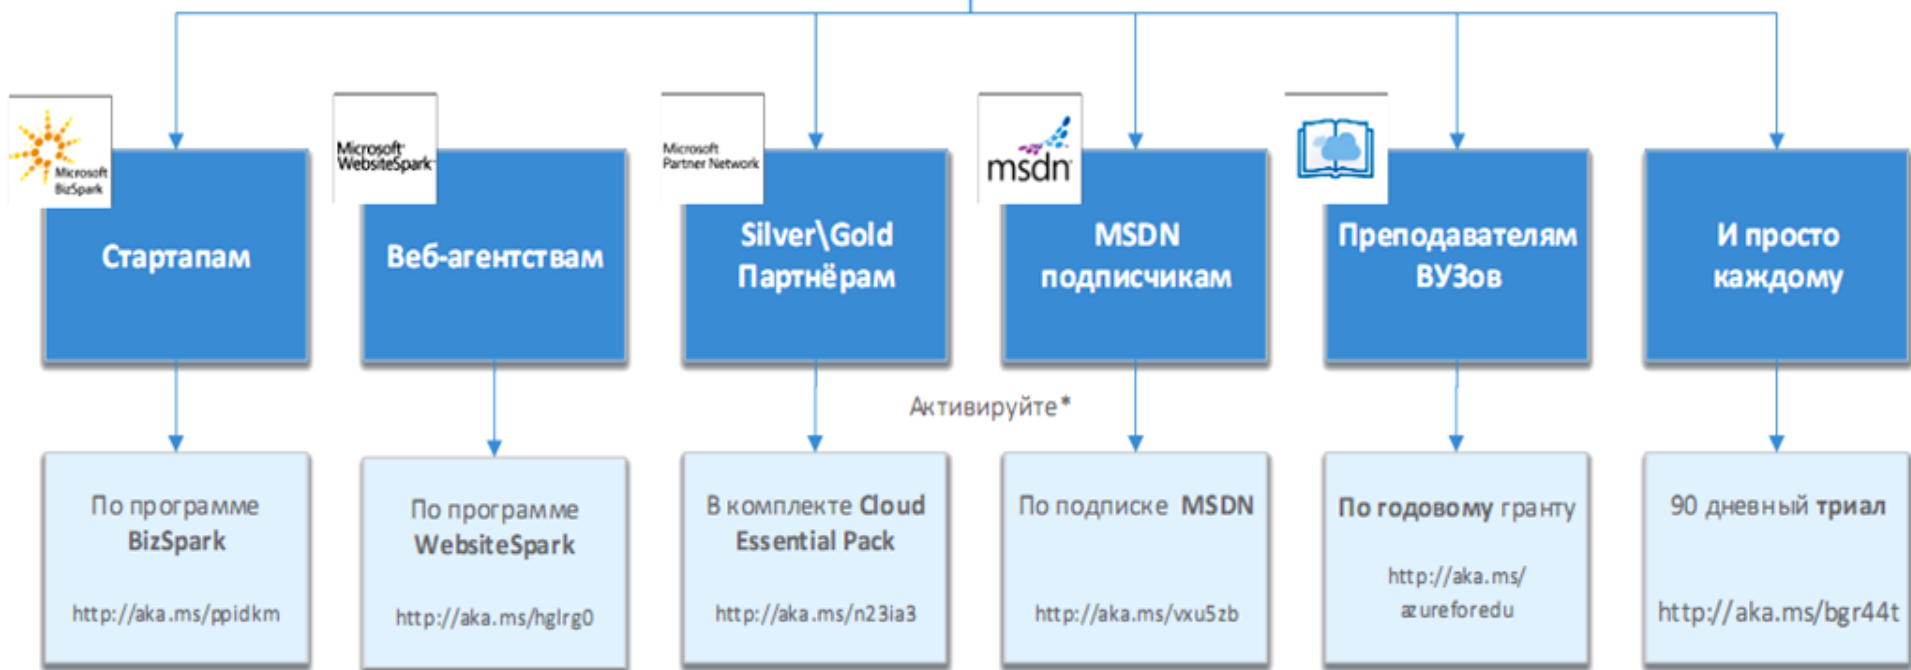 Microsoft
BizSpark
Стартапам
Microsoft
WebsiteSpark
Веб-агентствам
Microsoft
Partner Network
Silver\Gold
Партнёрам
msdn
MSDN
подписчикам
Преподавателям
ВУЗов
И просто
каждому
Активируйте*
По программе
BizSpark
http://aka.ms/ppidkm
По программе
WebsiteSpark
http://aka.ms/hglrg0
В комплекте Cloud
Essential Pack
http://aka.ms/n23ia3
По подписке MSDN
http://aka.ms/vxu5zb
По годовому гранту
http://aka.ms/
azureforedu
90 дневный триал
http://aka.ms/bgr44t